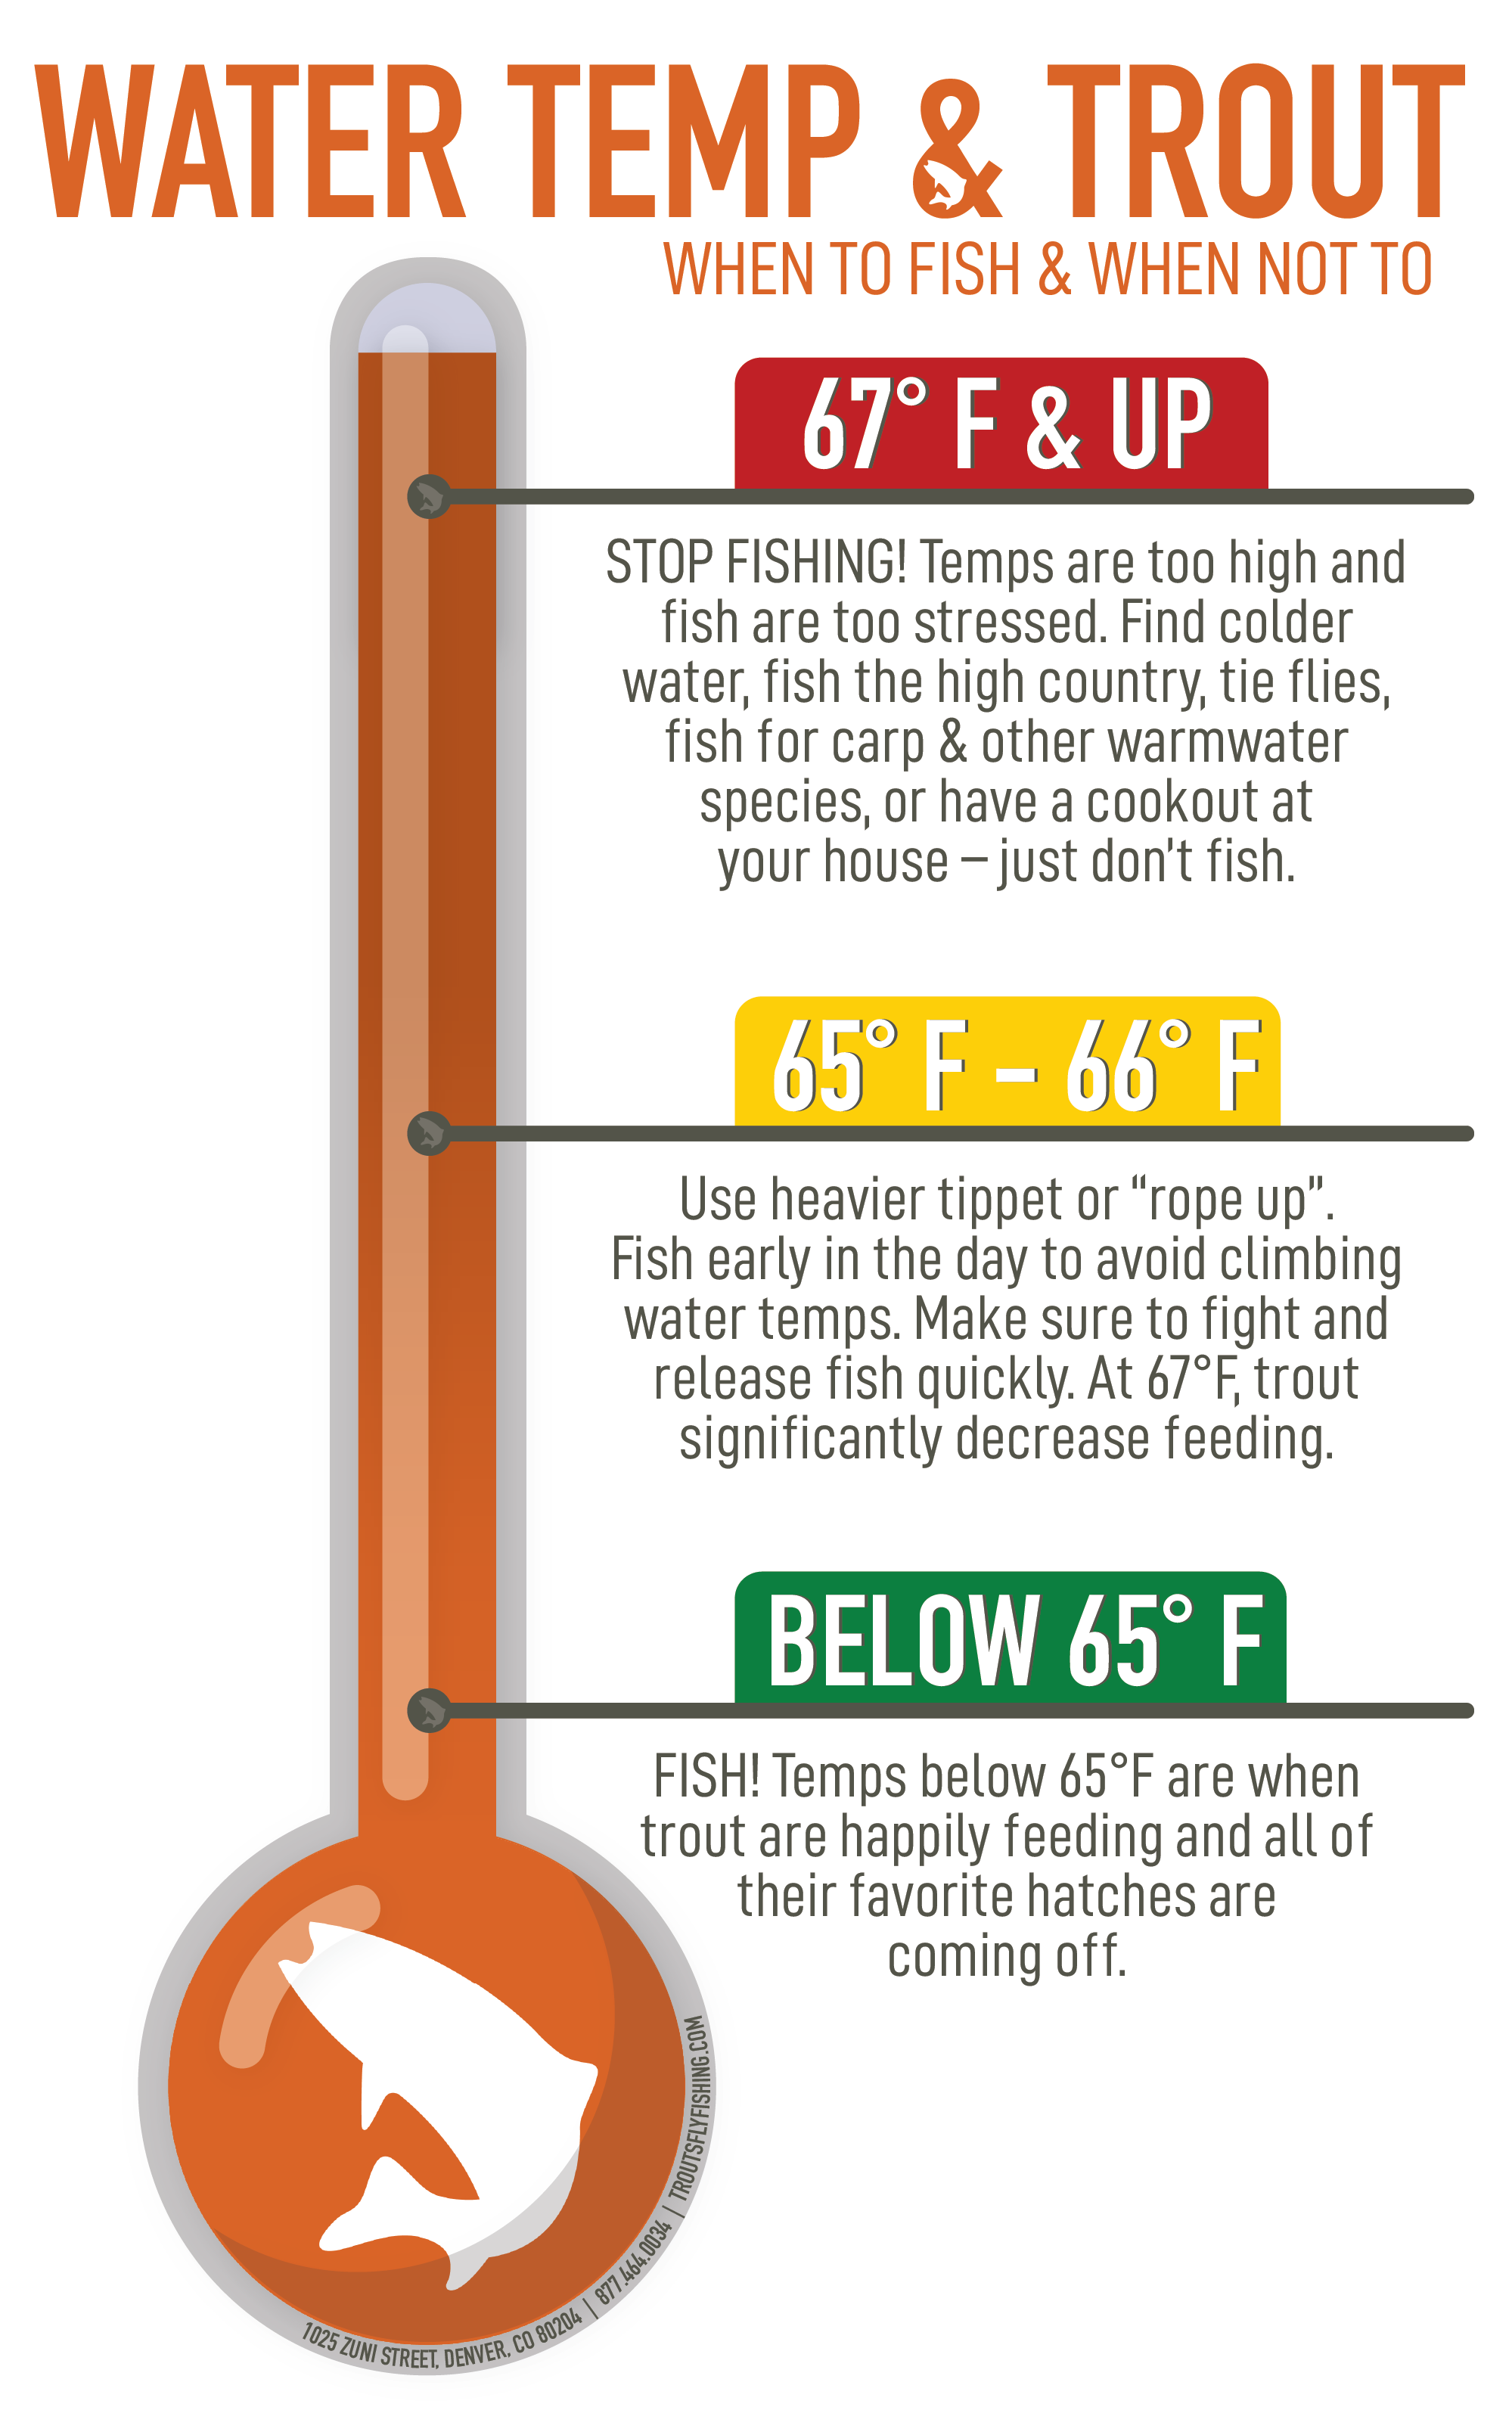 WATER TEMP & TROUT
WHEN TO FISH & WHEN NOT TO
67° F & UP
STOP FISHING! Temps are too high and
fish are too stressed. Find colder
water, fish the high country, tie flies,
fish for carp & other warmwater
species, or have a cookout at
your house – just don't fish.
65° F – 66° F
Use heavier tippet or “rope up”.
Fish early in the day to avoid climbing
water temps. Make sure to fight and
release fish quickly. At 67°F, trout
significantly decrease feeding.
BELOW 65° F
FISH! Temps below 65°F are when
trout are happily feeding and all of
their favorite hatches are
coming off.
1025 ZUNI STREET, DENVER, CO 80204 | 877.464.0034 | TROUTSFLYFISHING.COM